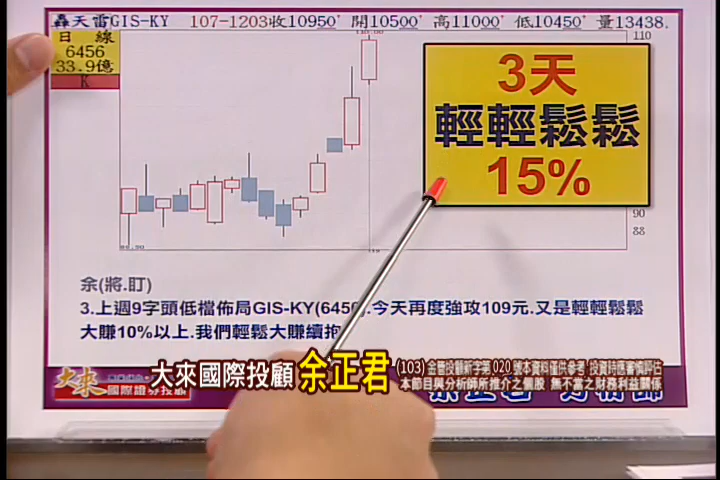 轟天雷GIS-KY 107-1203收10950' 開10500' 高11000' 低10450' 量13438.
日 線
6456
33.9億
K
110
3天
輕輕鬆鬆
15%
90
88
余(將.盯)
3.上週9字頭低檔佈局GIS-KY(6456).今天再度強攻109元.又是輕輕鬆鬆
大賺10%以上.我們輕鬆大賺續抱
大來國際投顧 余正君
(103)金管投顧新字第020號本資料僅供參考 投資時應審慎評估
本節目與分析師所推介之個股 無不當之財務利益關係
大來
國際證券投顧